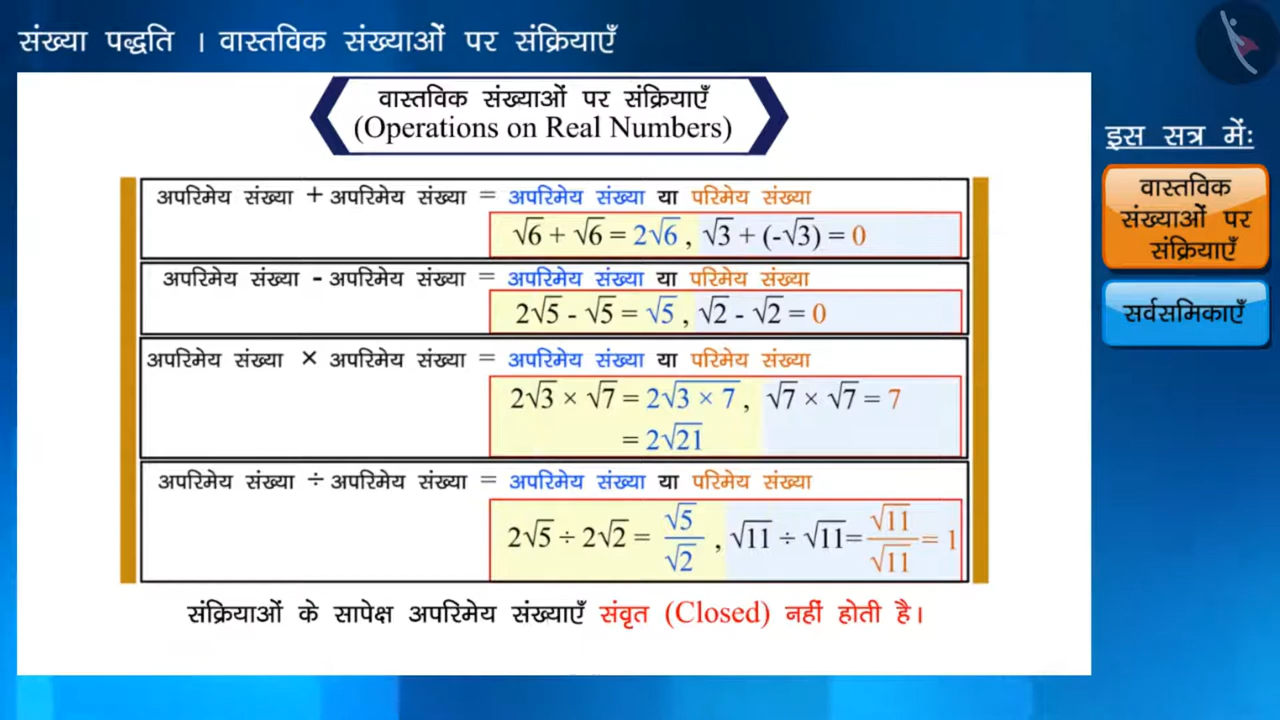 संख्या पद्धति । वास्तविक संख्याओं पर संक्रियाएँ
वास्तविक संख्याओं पर संक्रियाएँ
(Operations on Real Numbers)
इस सत्र में:
वास्तविक
संख्याओं पर
संक्रियाएँ
सर्वसमिकाएँ
अपरिमेय संख्या + अपरिमेय संख्या = अपरिमेय संख्या या परिमेय संख्या
√6 + √6 = 2√6 , √3 + (-√3) = 0
अपरिमेय संख्या - अपरिमेय संख्या = अपरिमेय संख्या या परिमेय संख्या
2√5 - √5 = √5 , √2 - √2 = 0
अपरिमेय संख्या × अपरिमेय संख्या = अपरिमेय संख्या या परिमेय संख्या
2√3 × √7 = 2√3 × 7 , √7 × √7 = 7
= 2√21
अपरिमेय संख्या ÷ अपरिमेय संख्या = अपरिमेय संख्या या परिमेय संख्या
2√5 ÷ 2√2 = √5/√2 , √11 ÷ √11 = √11/√11 = 1
संक्रियाओं के सापेक्ष अपरिमेय संख्याएँ संवृत (Closed) नहीं होती है।